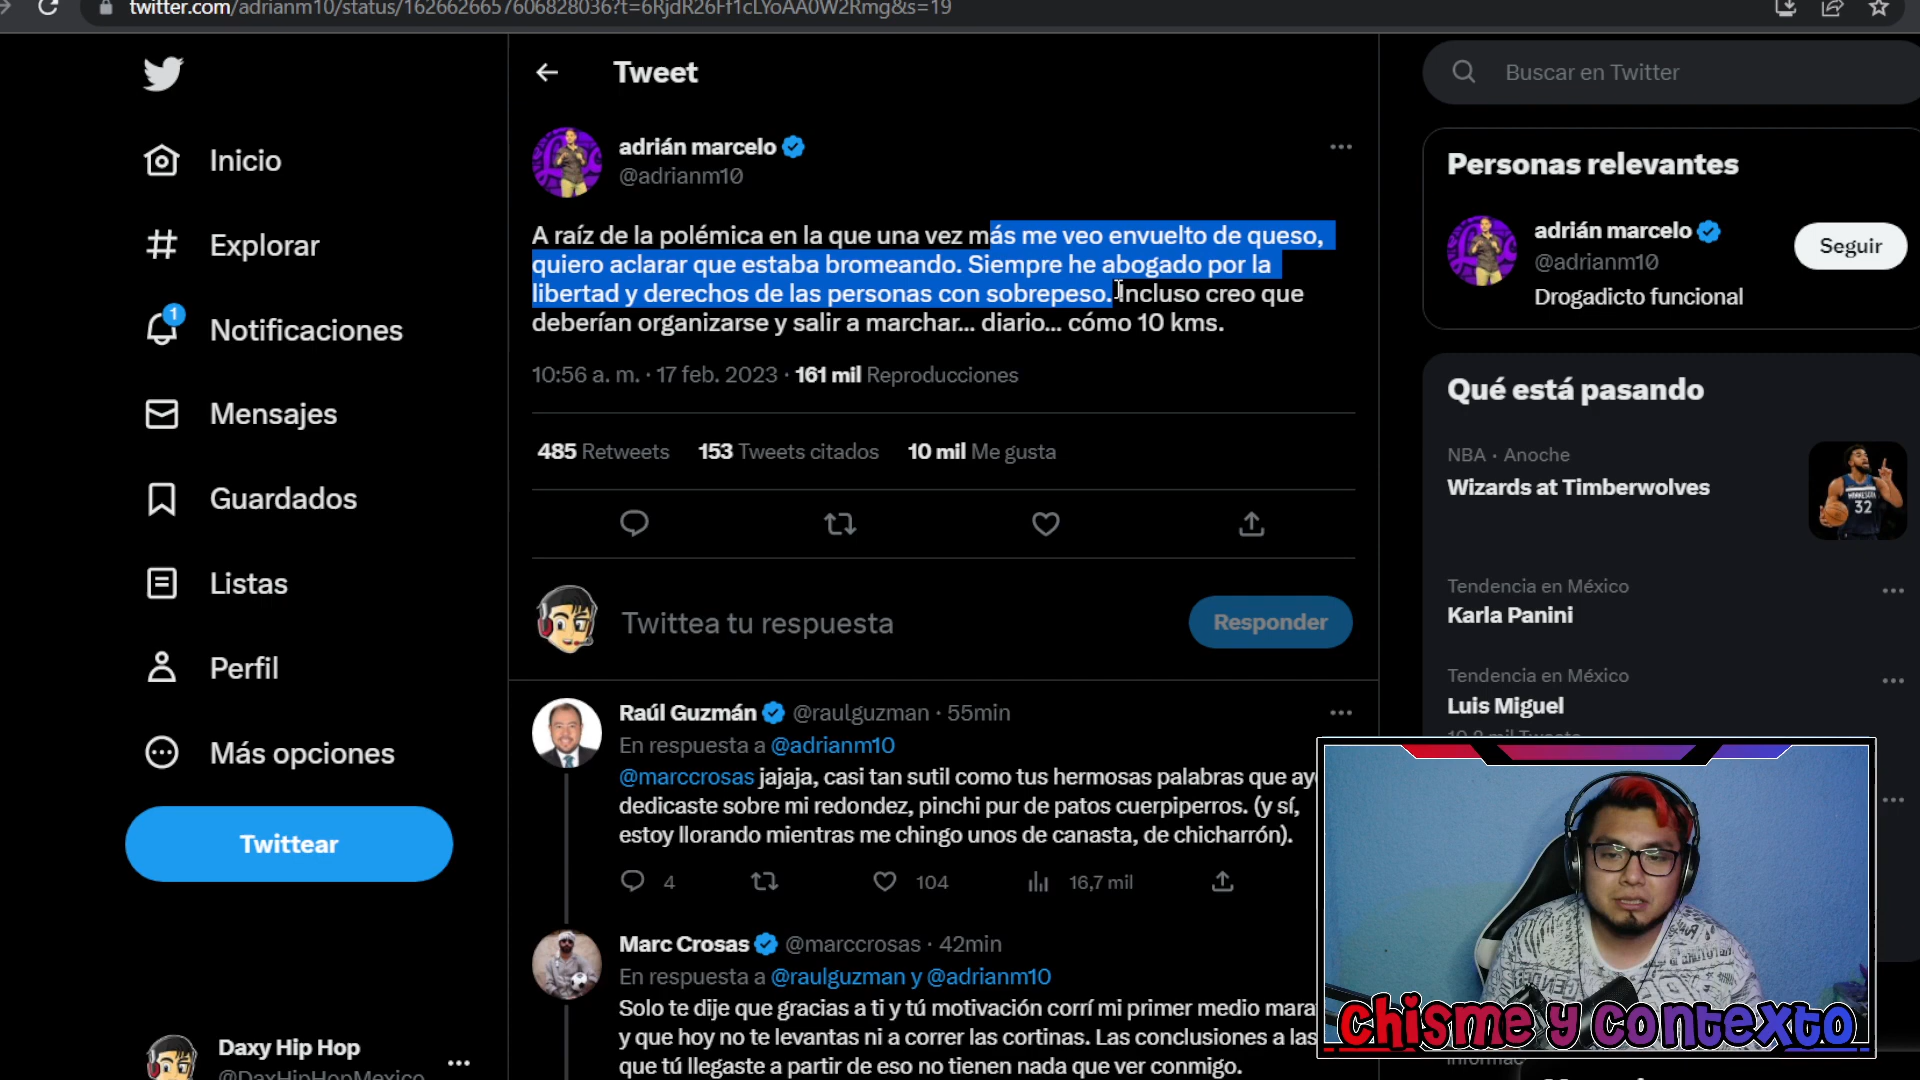 twitter.com/adrianm10/status/1626626657606828036?t=6RjdR26Ff1cLYoAA0W2Rmg&s=19
Inicio
Explorar
1
Notificaciones
Mensajes
Guardados
Listas
Perfil
Más opciones
Twittear
Daxy Hip Hop
@DaxHipHopMexico
Tweet
adrián marcelo
@adrianm10
A raíz de la polémica en la que una vez más me veo envuelto de queso,
quiero aclarar que estaba bromeando. Siempre he abogado por la
libertad y derechos de las personas con sobrepeso. Incluso creo que
deberían organizarse y salir a marchar... diario... cómo 10 kms.
10:56 a. m. · 17 feb. 2023 · 161 mil Reproducciones
485 Retweets 153 Tweets citados 10 mil Me gusta
Twittea tu respuesta
Responder
Raúl Guzmán @raulguzman · 55min
En respuesta a @adrianm10
@marccrosas jajaja, casi tan sutil como tus hermosas palabras que
dedicaste sobre mi redondez, pinchi pur de patos cuerpiperros. (y sí,
estoy llorando mientras me chingo unos de canasta, de chicharrón).
4 104 16,7 mil
Marc Crosas @marccrosas · 42min
En respuesta a @raulguzman y @adrianm10
Solo te dije que gracias a ti y tú motivación corrí mi primer medio
y que hoy no te levantas ni a correr las cortinas. Las conclusiones a las
que tú llegaste a partir de eso no tienen nada que ver conmigo.
Buscar en Twitter
Personas relevantes
adrián marcelo
@adrianm10
Seguir
Drogadicto funcional
Qué está pasando
NBA · Anoche
Wizards at Timberwolves
32
Tendencia en México
Karla Panini
Tendencia en México
Luis Miguel
chisme y contexto